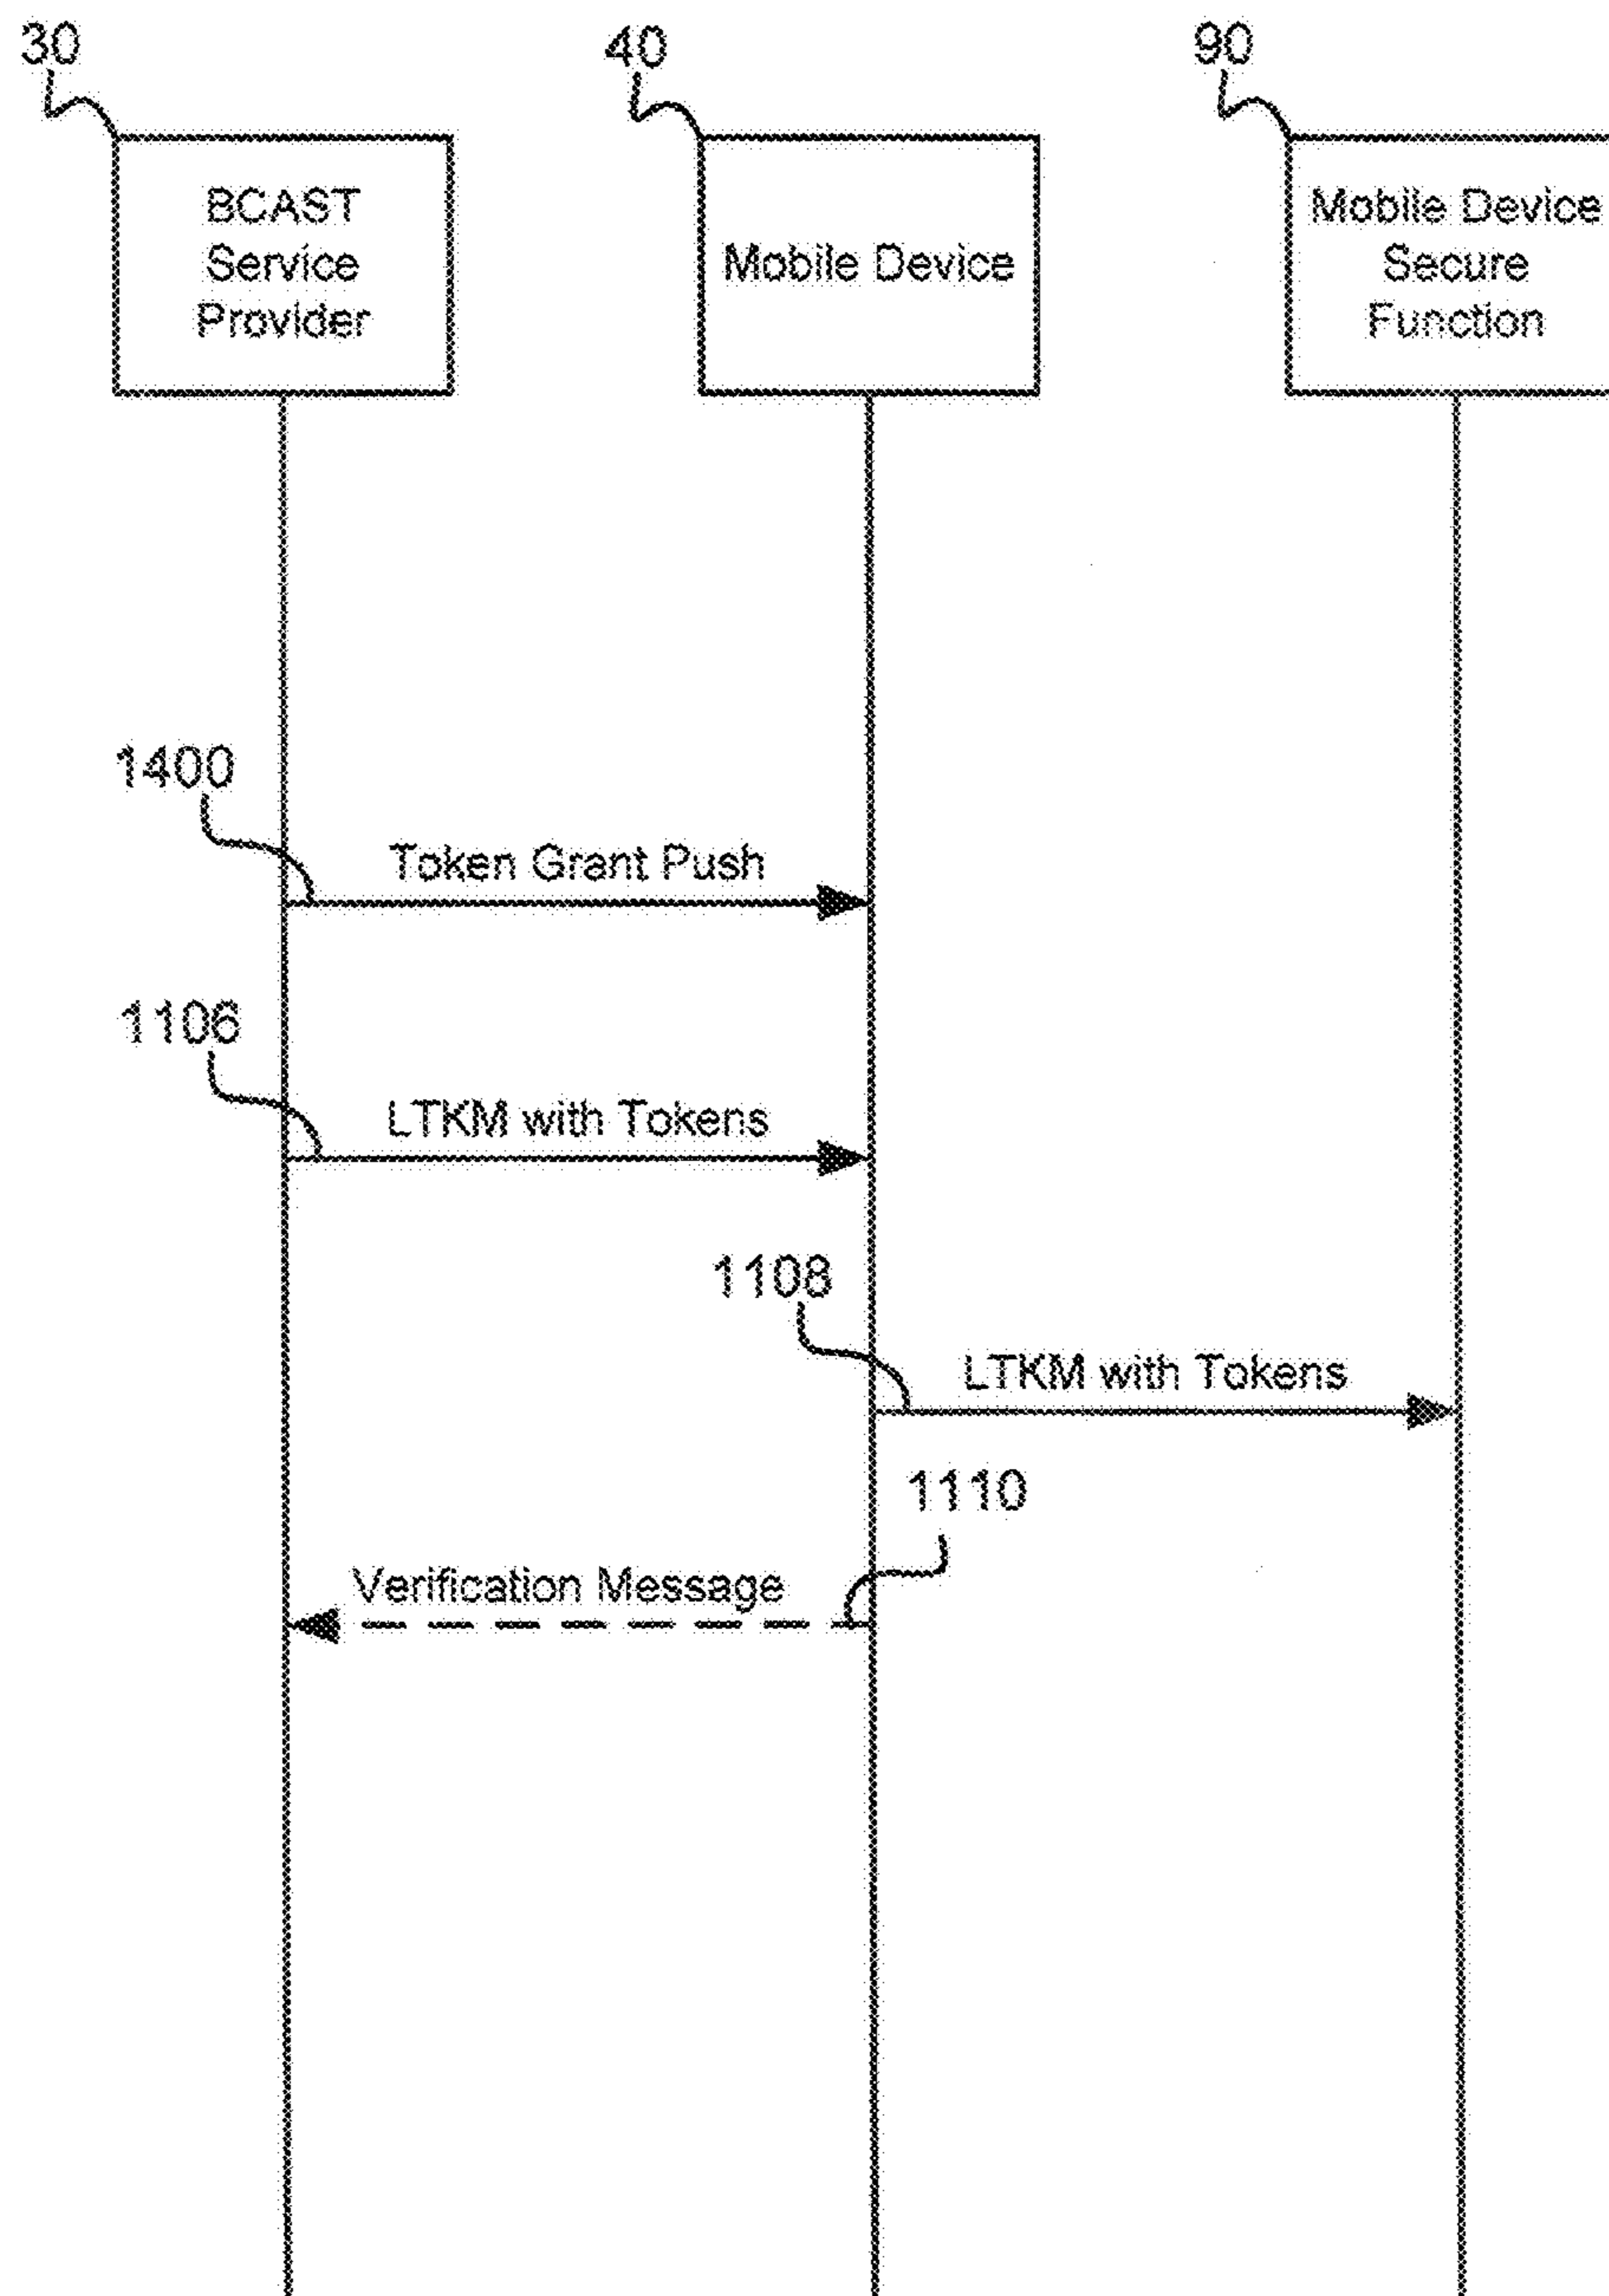 30
40
90
BCAST
Service
Provider
Mobile Device
Mobile Device
Secure
Function
1400
Token Grant Push
1106
LTKM with Tokens
1108
LTKM with Tokens
1110
Verification Message